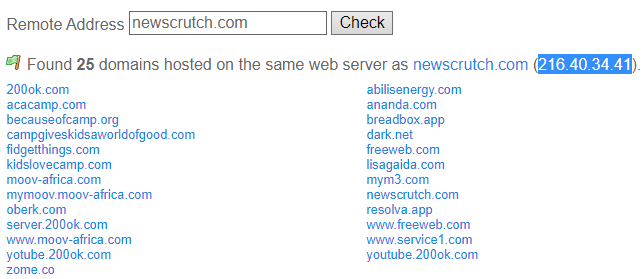 Remote Address newscrutch.com Check
Found 25 domains hosted on the same web server as newscrutch.com (216.40.34.41).
200ok.com
acacamp.com
becauseofcamp.org
campgiveskidsaworldofgood.com
fidgetthings.com
kidslovecamp.com
moov-africa.com
mymoov.moov-africa.com
oberk.com
server.200ok.com
www.moov-africa.com
yotube.200ok.com
zome.co
abilisenergy.com
ananda.com
breadbox.app
dark.net
freeweb.com
lisagaida.com
mym3.com
newscrutch.com
resolva.app
www.freeweb.com
www.service1.com
youtube.200ok.com